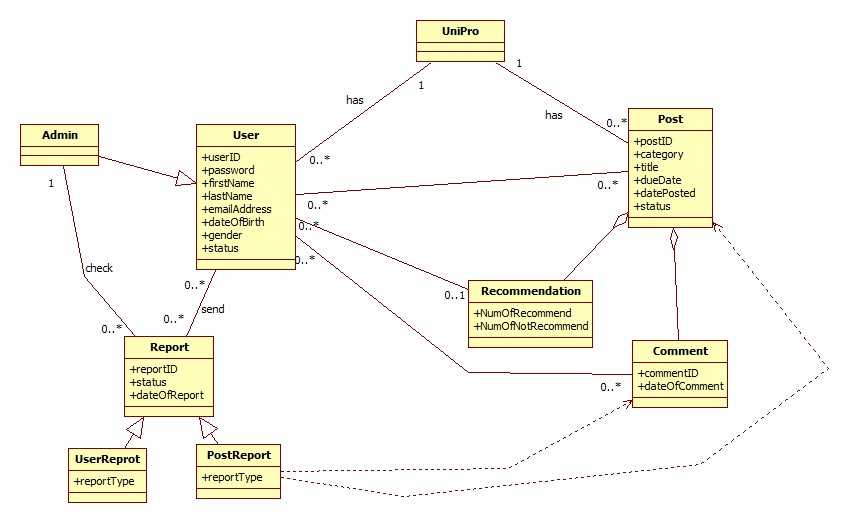 UniPro
1
1
has
has
0..*
0..*
Admin
1
User
+userID
+password
+firstName
+lastName
+emailAddress
+dateOfBirth
+gender
+status
Post
+postID
+category
+title
+dueDate
+datePosted
+status
0..*
0..*
0..*
0..*
0..1
Recommendation
+NumOfRecommend
+NumOfNotRecommend
check
0..*
0..*
send
0..*
Report
+reportID
+status
+dateOfReport
Comment
+commentID
+dateOfComment
0..*
UserReprot
+reportType
PostReport
+reportType